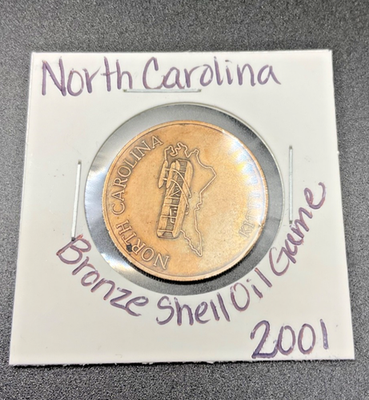 North Carolina
NORTH CAROLINA
Bronze Shell Oil Game
2001